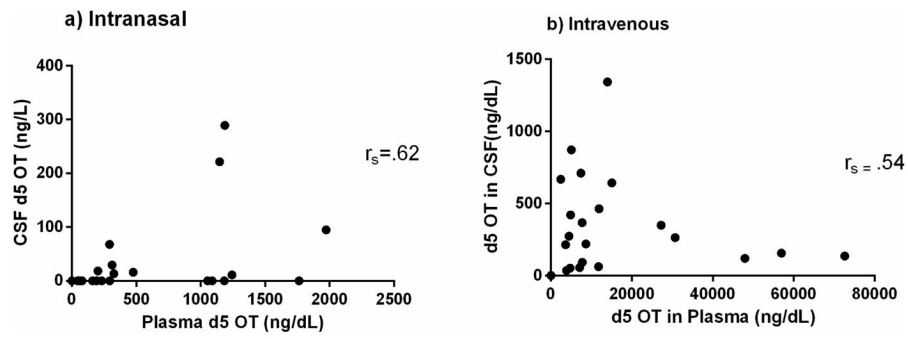 a) Intranasal
400
300
200
100
0
CSF d5 OT (ng/L)
rs=.62
0 500 1000 1500 2000 2500
Plasma d5 OT (ng/dL)
b) Intravenous
1500
1000
500
0
d5 OT in CSF(ng/dL)
rs = .54
0 20000 40000 60000 80000
d5 OT in Plasma (ng/dL)